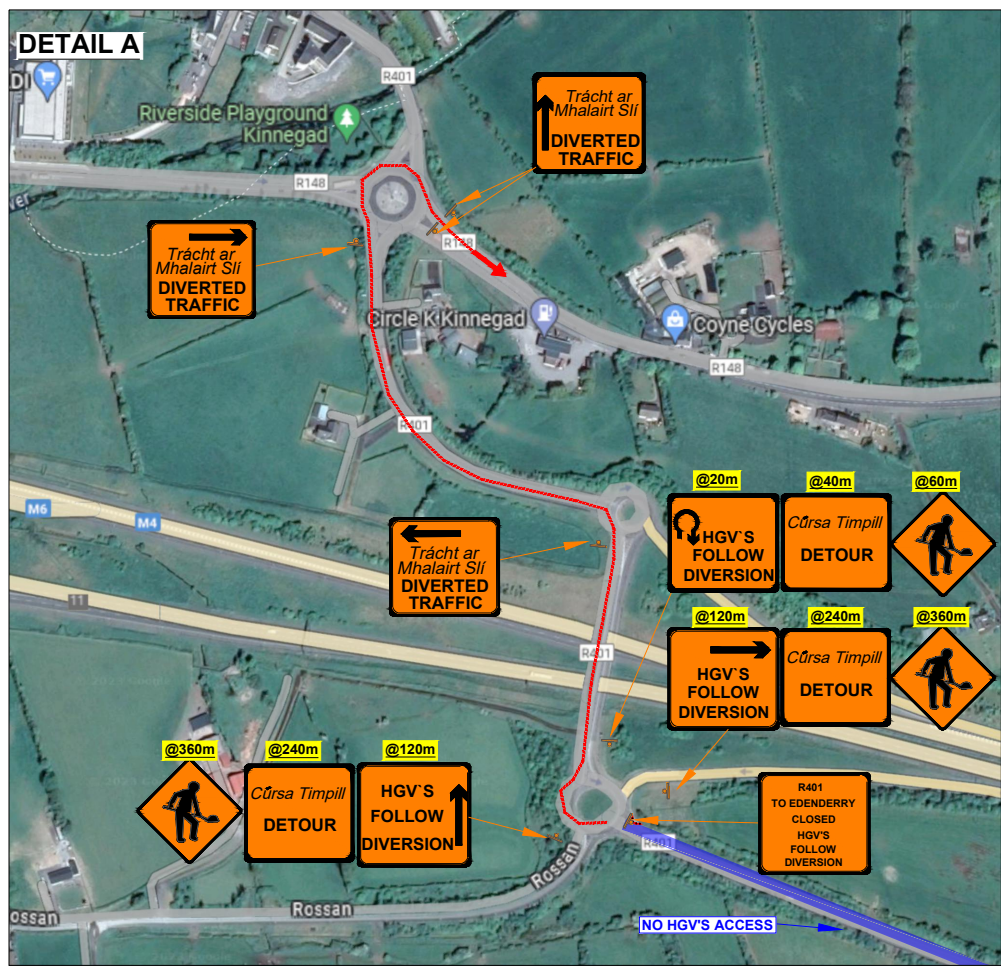 DETAIL A
DI
R401
Riverside Playground
Kinnegad
R148
Trácht ar
Mhalairt Slí
DIVERTED
TRAFFIC
Trácht ar
Mhalairt Slí
DIVERTED
TRAFFIC
R148
Circle K Kinnegad
Coyne Cycles
R148
R401
M6
M4
11
Trácht ar
Mhalairt Slí
DIVERTED
TRAFFIC
@20m
@40m
@60m
HGV`S
FOLLOW
DIVERSION
Cúrsa Timpill
DETOUR
@120m
@240m
@360m
HGV`S
FOLLOW
DIVERSION
Cúrsa Timpill
DETOUR
R401
@360m
@240m
@120m
Cúrsa Timpill
DETOUR
HGV`S
FOLLOW
DIVERSION
R401
TO EDENDERRY
CLOSED
HGV'S
FOLLOW
DIVERSION
R401
Rossan
Rossan
ossan
NO HGV'S ACCESS